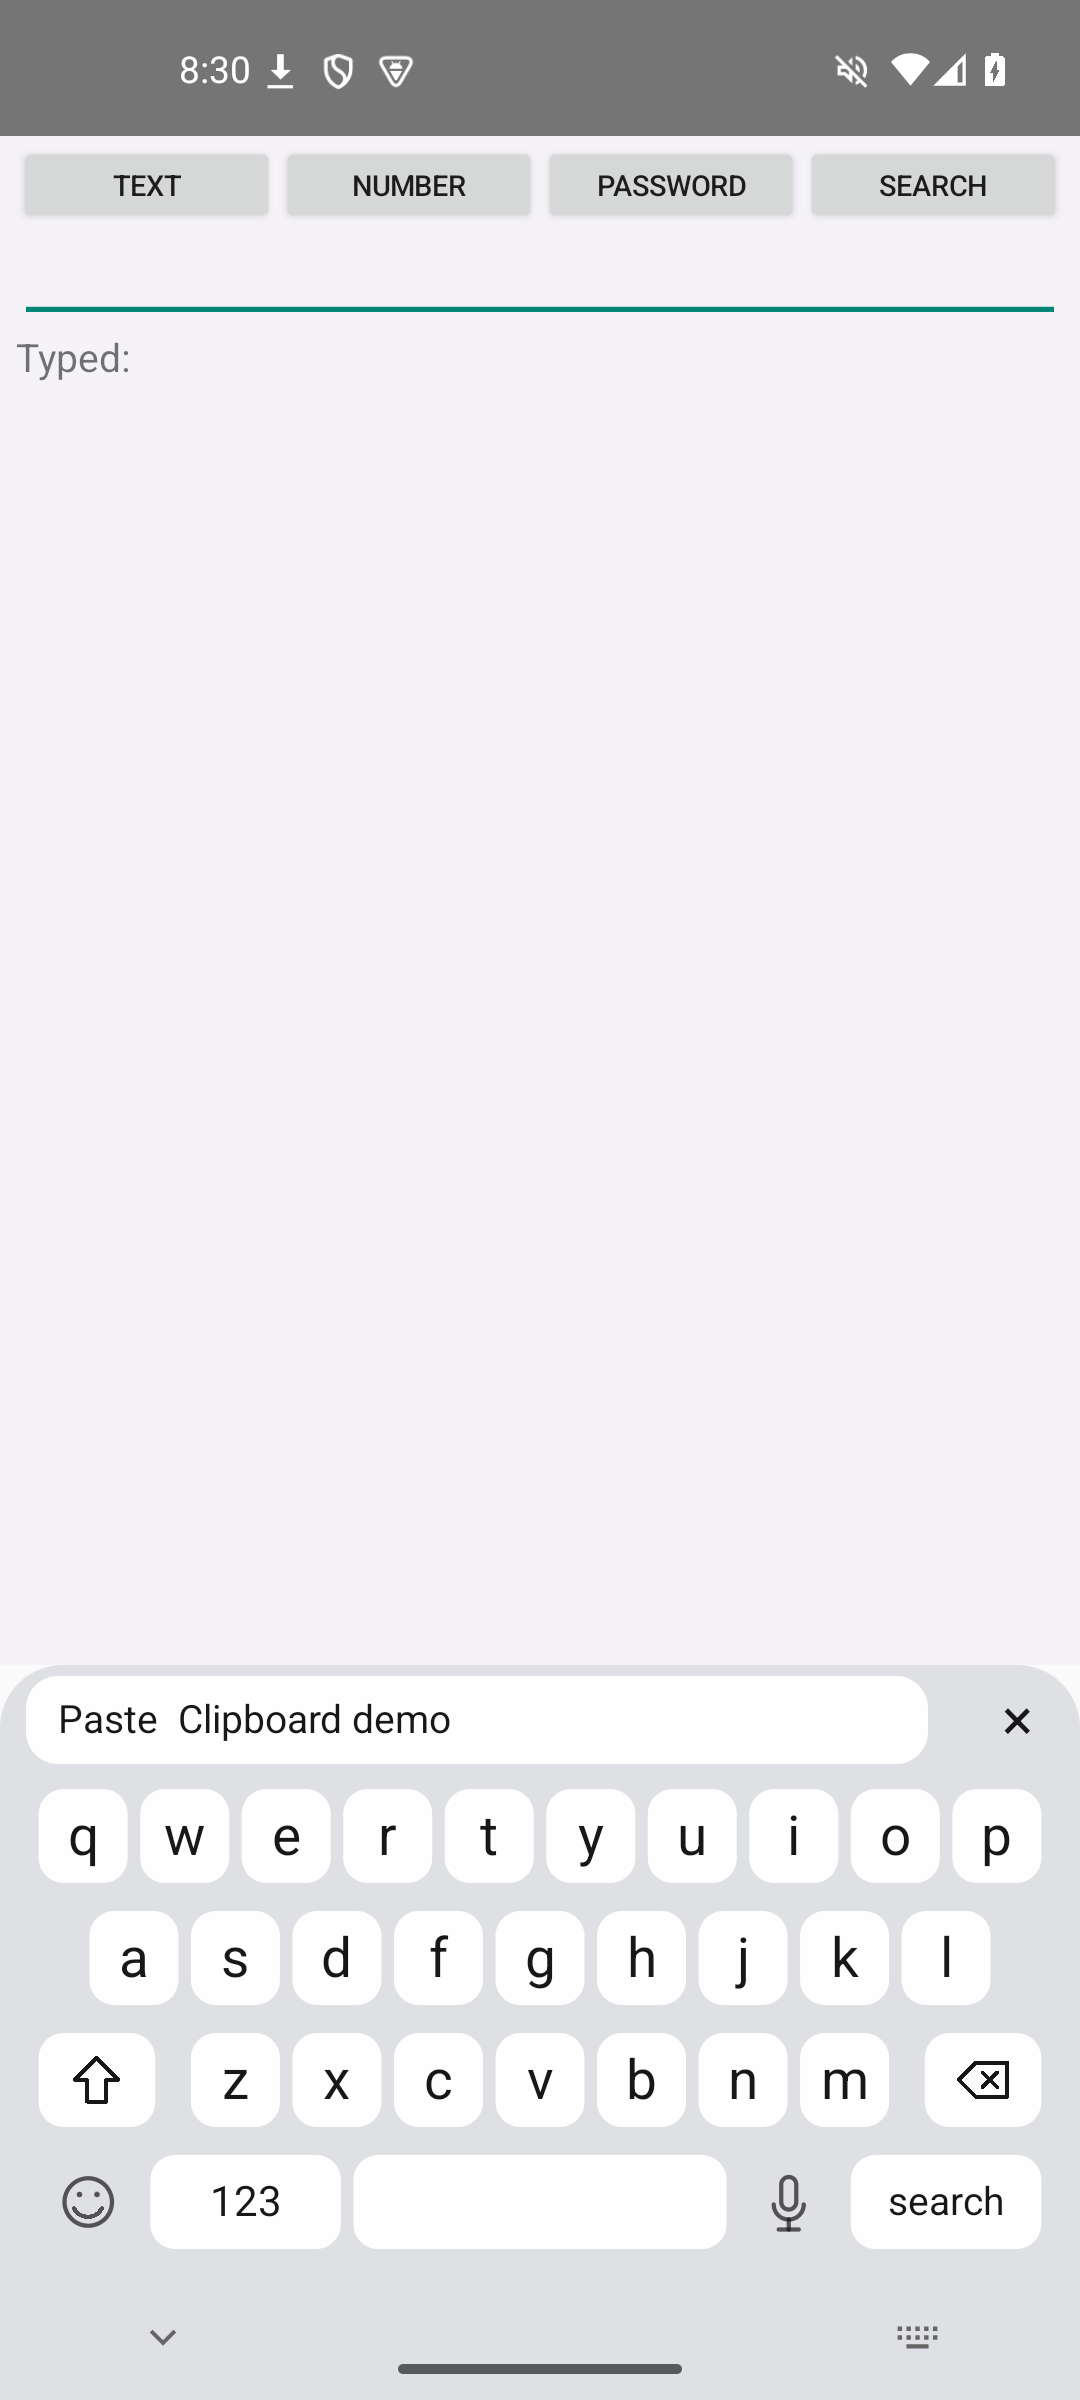 8:30
TEXT NUMBER PASSWORD SEARCH
Typed:
Paste Clipboard demo
q w e r t y u i o p
a s d f g h j k l
z x c v b n m
123 search